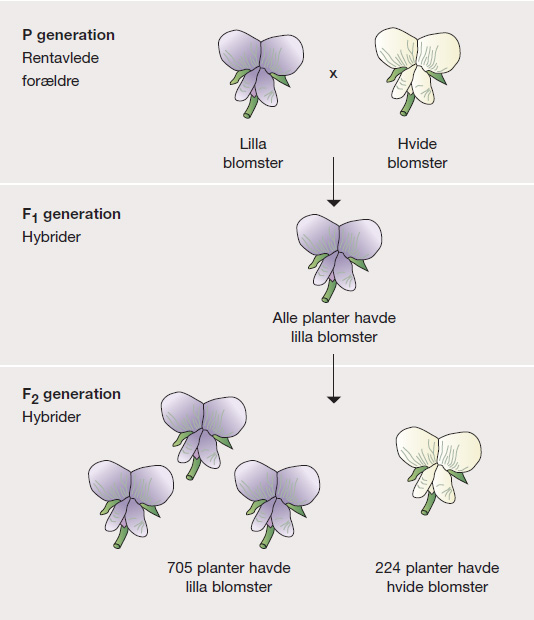 P generation
Rentavlede
forældre
x
Lilla
blomster
Hvide
blomster
F1 generation
Hybrider
Alle planter havde
lilla blomster
F2 generation
Hybrider
705 planter havde
lilla blomster
224 planter havde
hvide blomster